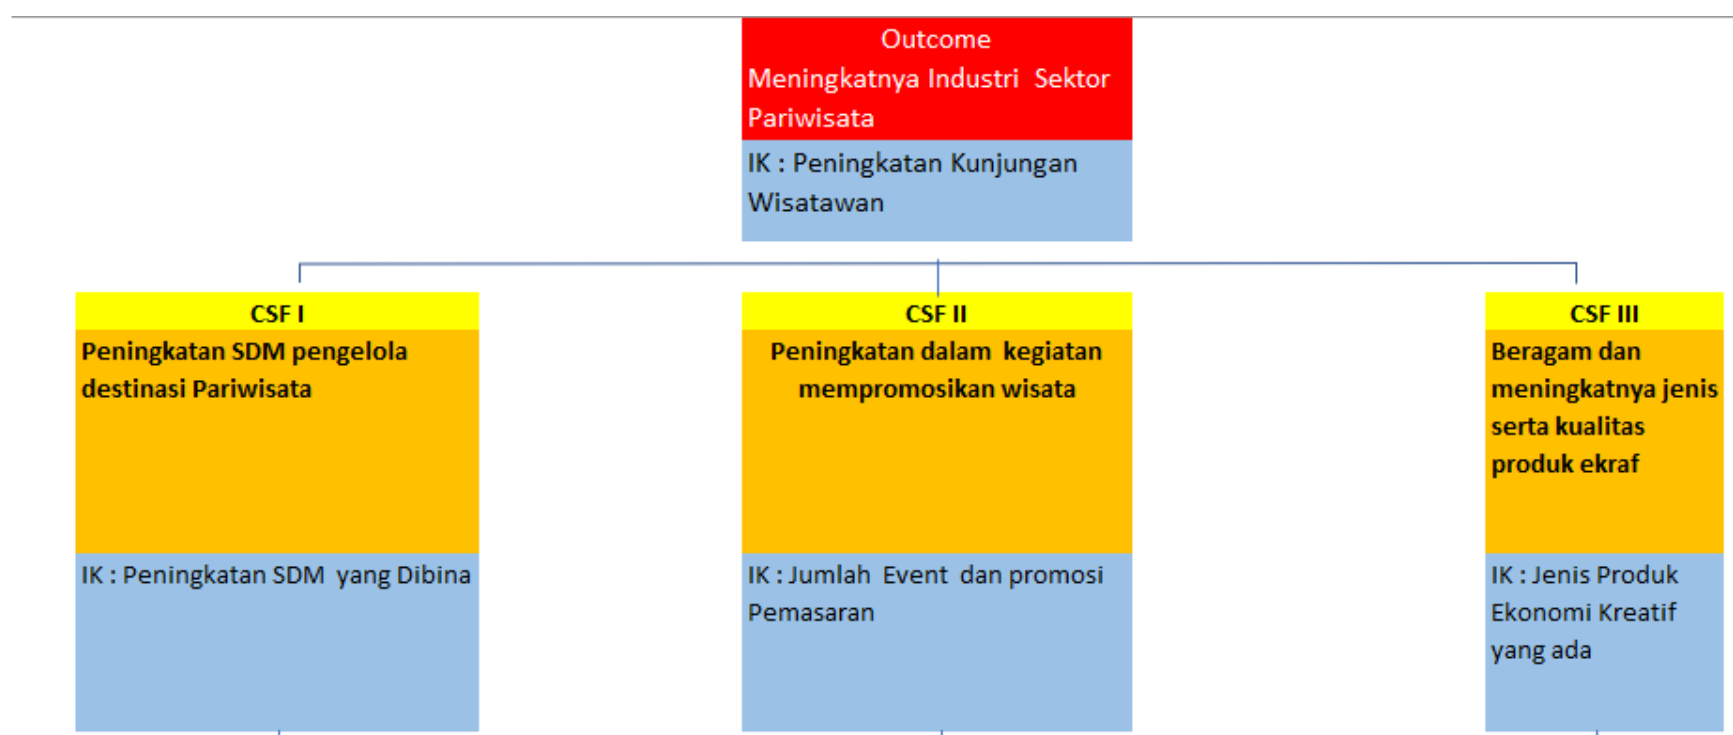 Outcome
Meningkatnya Industri Sektor
Pariwisata
IK : Peningkatan Kunjungan
Wisatawan
CSF I
Peningkatan SDM pengelola
destinasi Pariwisata
IK : Peningkatan SDM yang Dibina
CSF II
Peningkatan dalam kegiatan
mempromosikan wisata
IK : Jumlah Event dan promosi
Pemasaran
CSF III
Beragam dan
meningkatnya jenis
serta kualitas
produk ekraf
IK : Jenis Produk
Ekonomi Kreatif
yang ada